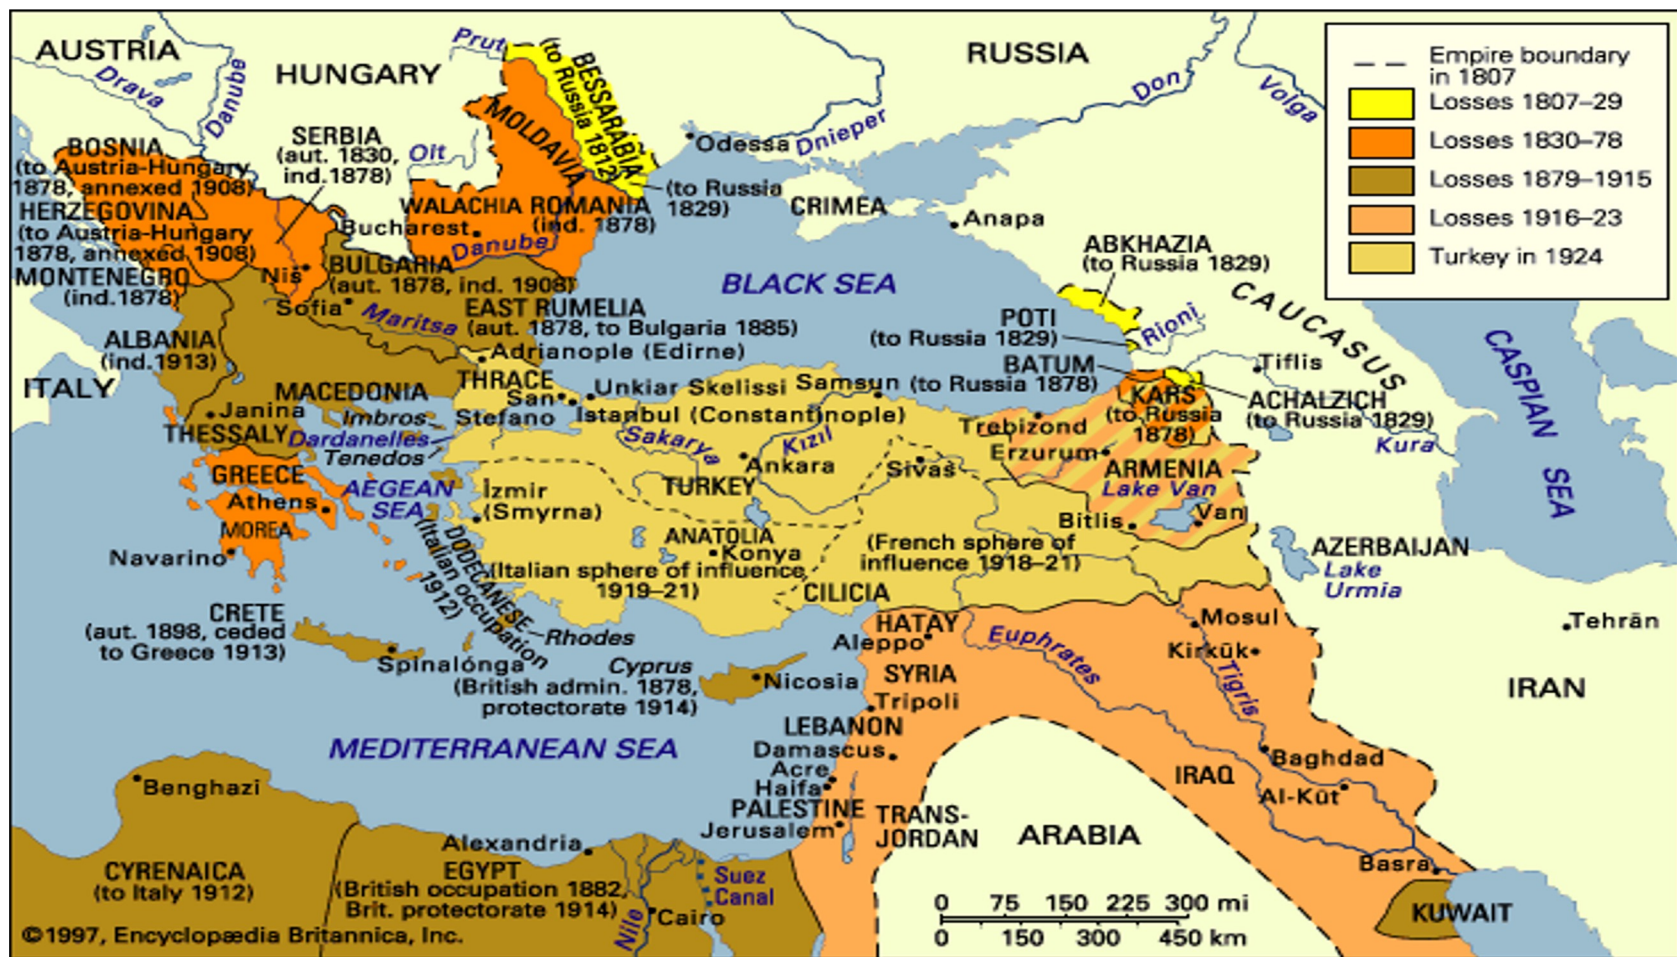 AUSTRIA
Drava
Danube
HUNGARY
Prut
BESSARABIA
(to Russia 1812)
RUSSIA
Don
Volga
Empire boundary
in 1807
Losses 1807–29
Losses 1830–78
Losses 1879–1915
Losses 1916–23
Turkey in 1924
BOSNIA
(to Austria-Hungary
1878, annexed 1908)
HERZEGOVINA
(to Austria-Hungary
1878, annexed 1908)
MONTENEGRO
(ind.1878)
SERBIA
(aut. 1830,
ind.1878)
Olt
MOLDAVIA
Odessa
Dnieper
(to Russia
1829)
WALACHIA
ROMANIA
(ind. 1878)
Bucharest
Danube
CRIMEA
Anapa
ABKHAZIA
(to Russia 1829)
CAUCASUS
Niš
BULGARIA
(aut. 1878, ind. 1908)
Sofia
Maritsa
EAST RUMELIA
(aut. 1878, to Bulgaria 1885)
BLACK SEA
POTI
(to Russia 1829)
Rioni
CASPIAN SEA
ALBANIA
(ind.1913)
ITALY
Adrianople (Edirne)
BATUM
(to Russia 1878)
Tiflis
MACEDONIA
THRACE
San
Stefano
Unkiar Skelissi
Samsun
KARS
(to Russia
1878)
ACHALZICH
(to Russia 1829)
Kura
Janina
Imbros
Istanbul (Constantinople)
THESSALY
Dardanelles
Tenedos
Sakarya
Kızıl
Trebizond
Erzurum
GREECE
Athens
MOREA
Navarino
AEGEAN
SEA
İzmir
(Smyrna)
Ankara
TURKEY
Sivas
ARMENIA
Lake Van
Bitlis
Van
ANATOLIA
Konya
(Italian sphere of influence
1919–21)
(French sphere of
influence 1918–21)
CILICIA
AZERBAIJAN
Lake
Urmia
Tehrān
DODECANESE
(Italian occupation
1912)
CRETE
(aut. 1898, ceded
to Greece 1913)
Spinalónga
Rhodes
Cyprus
(British admin. 1878,
protectorate 1914)
Nicosia
HATAY
Aleppo
SYRIA
Tripoli
Euphrates
Mosul
Kirkūk
Tigris
IRAN
MEDITERRANEAN SEA
LEBANON
Damascus
Acre
Haifa
PALESTINE
Jerusalem
TRANS-
JORDAN
ARABIA
IRAQ
Baghdad
Al-Kūt
Basra
KUWAIT
Benghazi
CYRENAICA
(to Italy 1912)
Alexandria
EGYPT
(British occupation 1882,
Brit. protectorate 1914)
Nile
Cairo
Suez
Canal
0 75 150 225 300 mi
0 150 300 450 km
©1997, Encyclopædia Britannica, Inc.